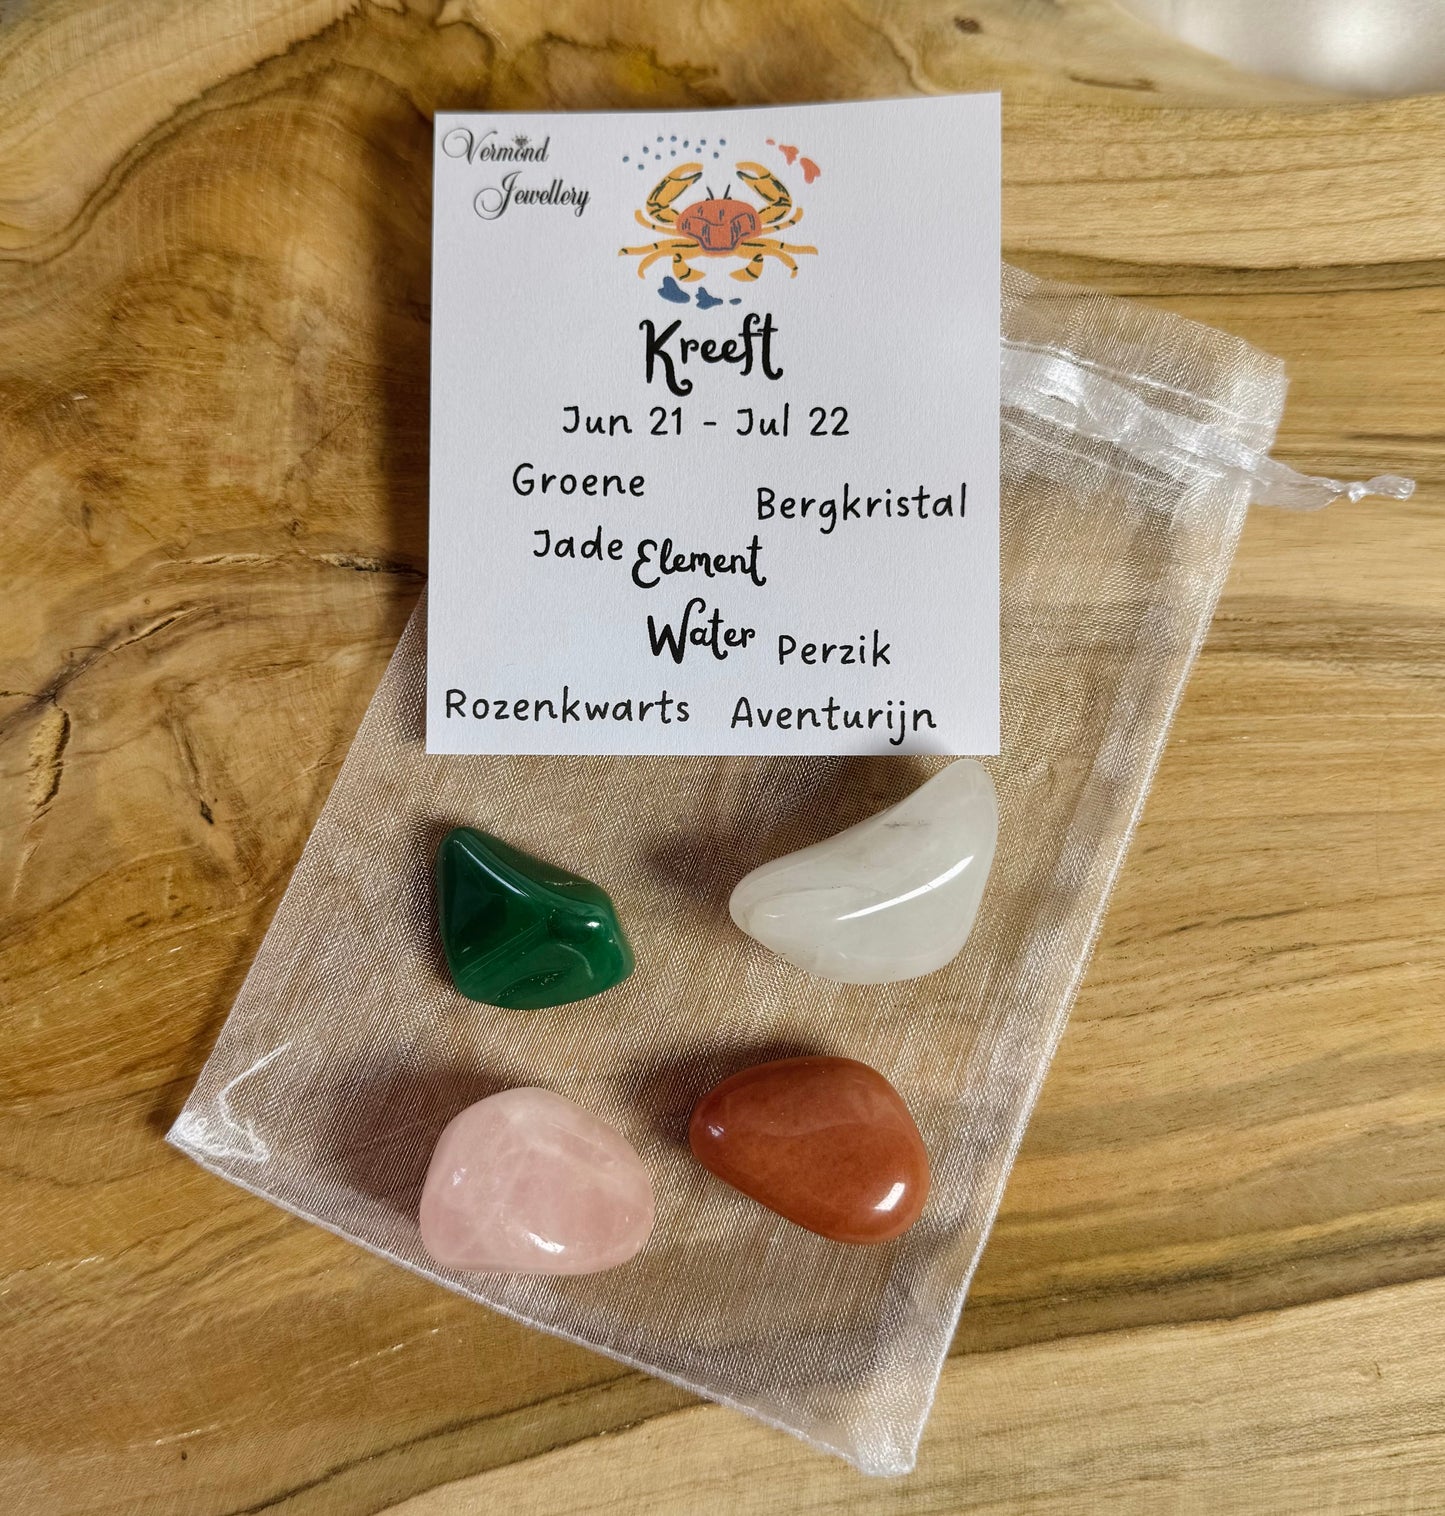 Vermond
Jewellery
Kreeft
Jun 21 - Jul 22
Groene
Jade
Bergkristal
Element
Water
Rozenkwarts
Perzik
Aventurijn